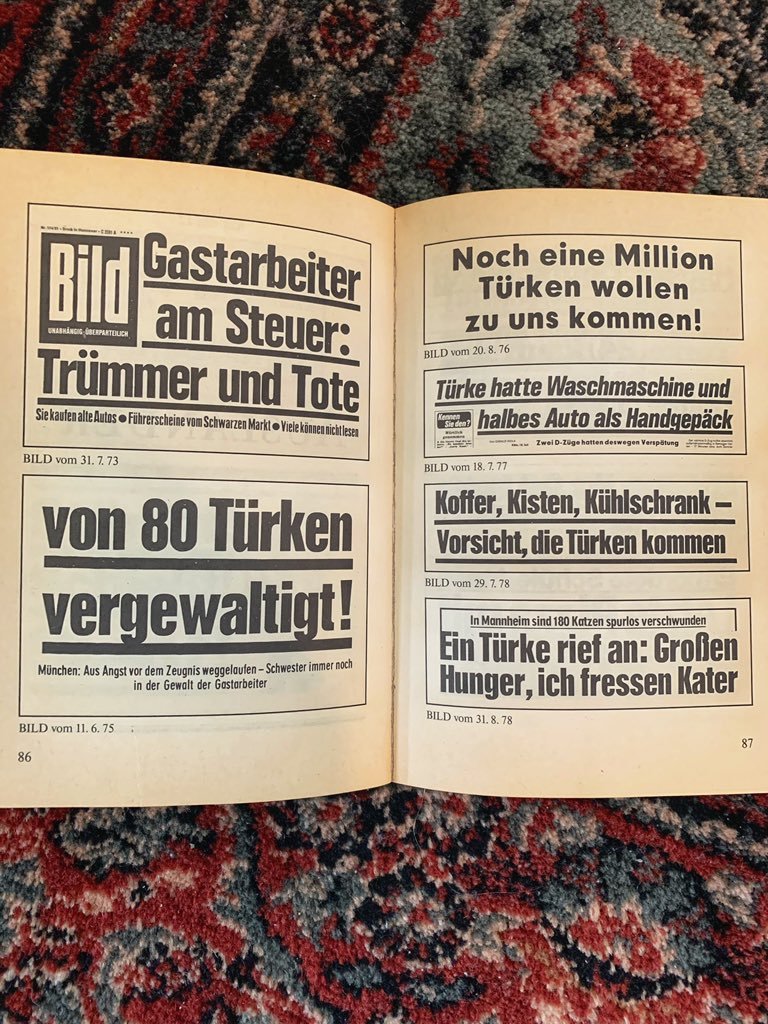 Bild
UNABHÄNGIG · ÜBERPARTEILICH
Gastarbeiter
am Steuer:
Trümmer und Tote
Sie kaufen alte Autos ● Führerscheine vom Schwarzen Markt ● Viele können nicht lesen
BILD vom 31. 7. 73
von 80 Türken
vergewaltigt!
München: Aus Angst vor dem Zeugnis weggelaufen – Schwester immer noch
in der Gewalt der Gastarbeiter
BILD vom 11. 6. 75
86
Noch eine Million
Türken wollen
zu uns kommen!
BILD vom 20. 8. 76
Türke hatte Waschmaschine und
halbes Auto als Handgepäck
Kennen
Sie den?
Zwei D-Züge hatten deswegen Verspätung
BILD vom 18. 7. 77
Koffer, Kisten, Kühlschrank –
Vorsicht, die Türken kommen
BILD vom 29. 7. 78
In Mannheim sind 180 Katzen spurlos verschwunden
Ein Türke rief an: Großen
Hunger, ich fressen Kater
BILD vom 31. 8. 78
87